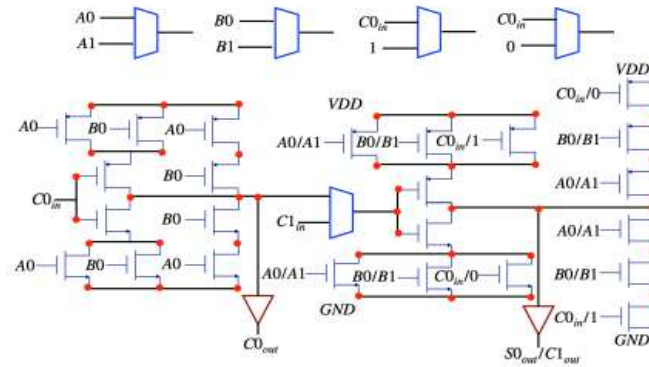 A0
A1
B0
B1
C0in
1
C0in
0
VDD
VDD
C0in/0
A0
B0
A0
A0/A1
B0/B1
C0in/1
B0/B1
B0
A0/A1
C0in
C1in
B0
A0/A1
A0
B0
A0
A0/A1
B0/B1
C0in/0
B0/B1
GND
C0in/1
GND
C0out
S0out/C1out